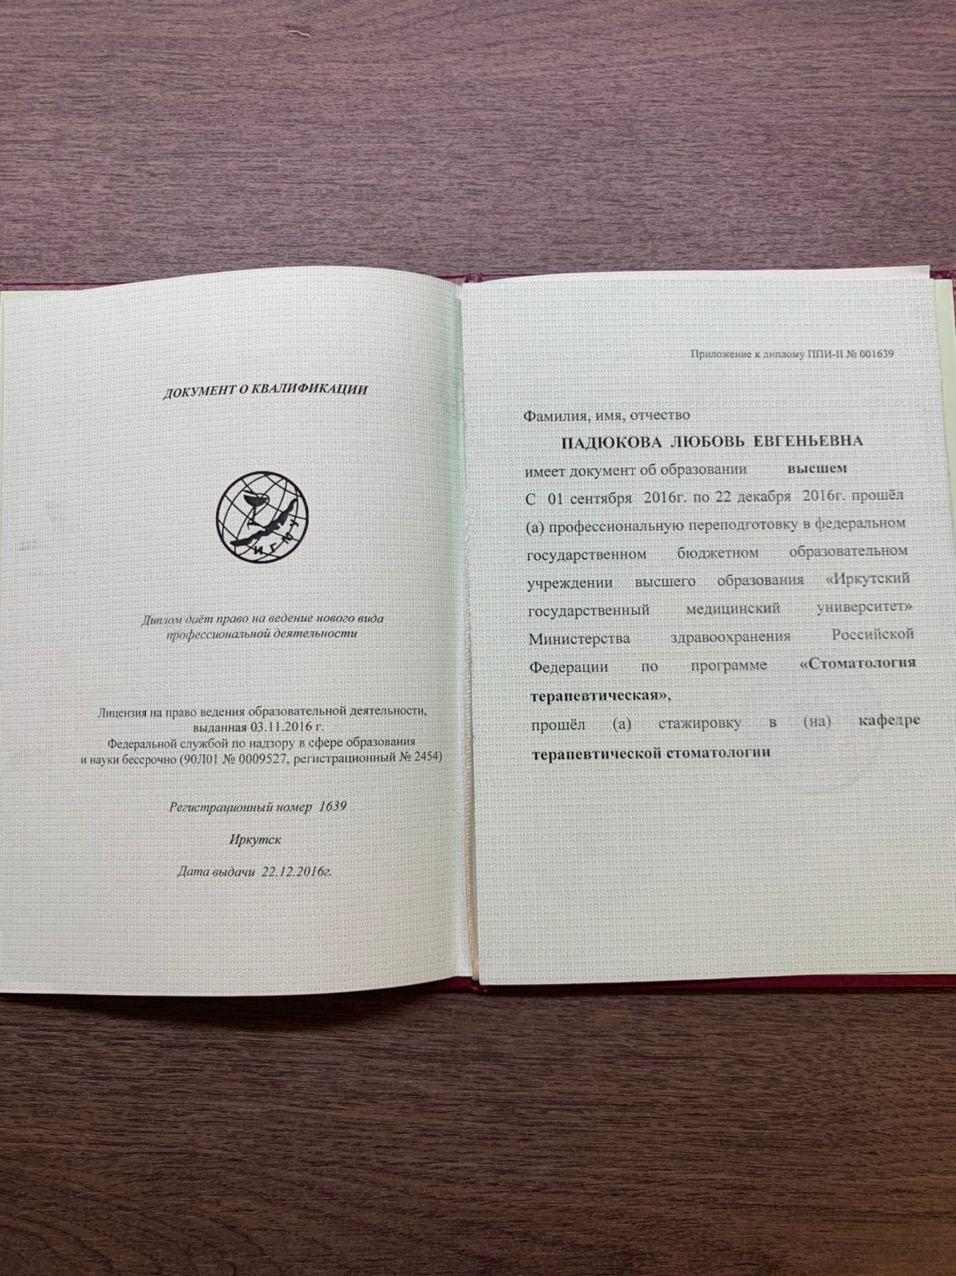 ДОКУМЕНТ О КВАЛИФИКАЦИИ
ИГМУ
Диплом даёт право на ведение нового вида
профессиональной деятельности
Лицензия на право ведения образовательной деятельности,
выданная 03.11.2016 г.
Федеральной службой по надзору в сфере образования
и науки бессрочно (90Л01 № 0009527, регистрационный № 2454)
Регистрационный номер 1639
Иркутск
Дата выдачи 22.12.2016г.
Приложение к диплому ППИ-II № 001639
Фамилия, имя, отчество
ПАДЮКОВА ЛЮБОВЬ ЕВГЕНЬЕВНА
имеет документ об образовании высшем
С 01 сентября 2016г. по 22 декабря 2016г. прошёл
(а) профессиональную переподготовку в федеральном
государственном бюджетном образовательном
учреждении высшего образования «Иркутский
государственный медицинский университет»
Министерства здравоохранения Российской
Федерации по программе «Стоматология
терапевтическая»,
прошёл (а) стажировку в (на) кафедре
терапевтической стоматологии